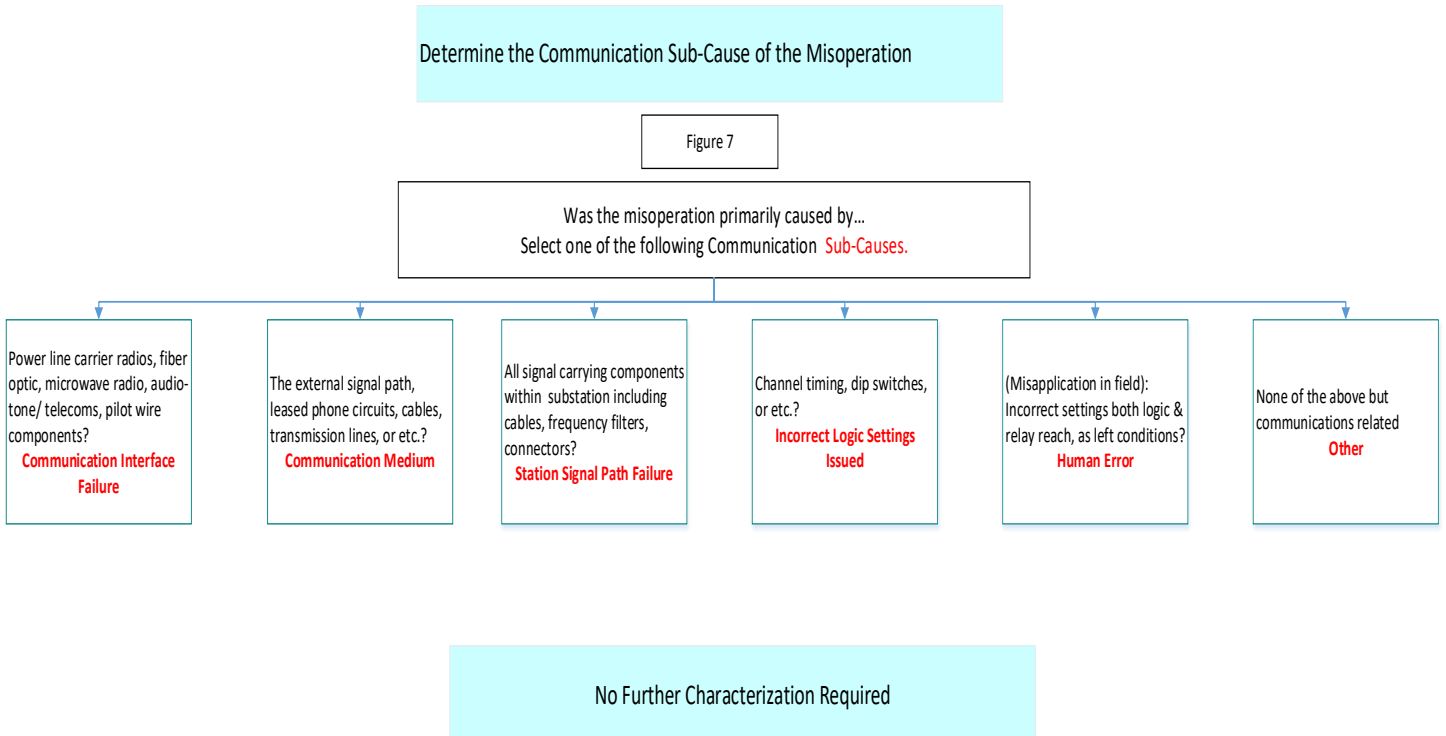 Determine the Communication Sub-Cause of the Misoperation
Figure 7
Was the misoperation primarily caused by...
Select one of the following Communication Sub-Causes.
Power line carrier radios, fiber
optic, microwave radio, audio-
tone/ telecoms, pilot wire
components?
Communication Interface
Failure
The external signal path,
leased phone circuits, cables,
transmission lines, or etc.?
Communication Medium
All signal carrying components
within substation including
cables, frequency filters,
connectors?
Station Signal Path Failure
Channel timing, dip switches,
or etc.?
Incorrect Logic Settings
Issued
(Misapplication in field):
Incorrect settings both logic &
relay reach, as left conditions?
Human Error
None of the above but
communications related
Other
No Further Characterization Required